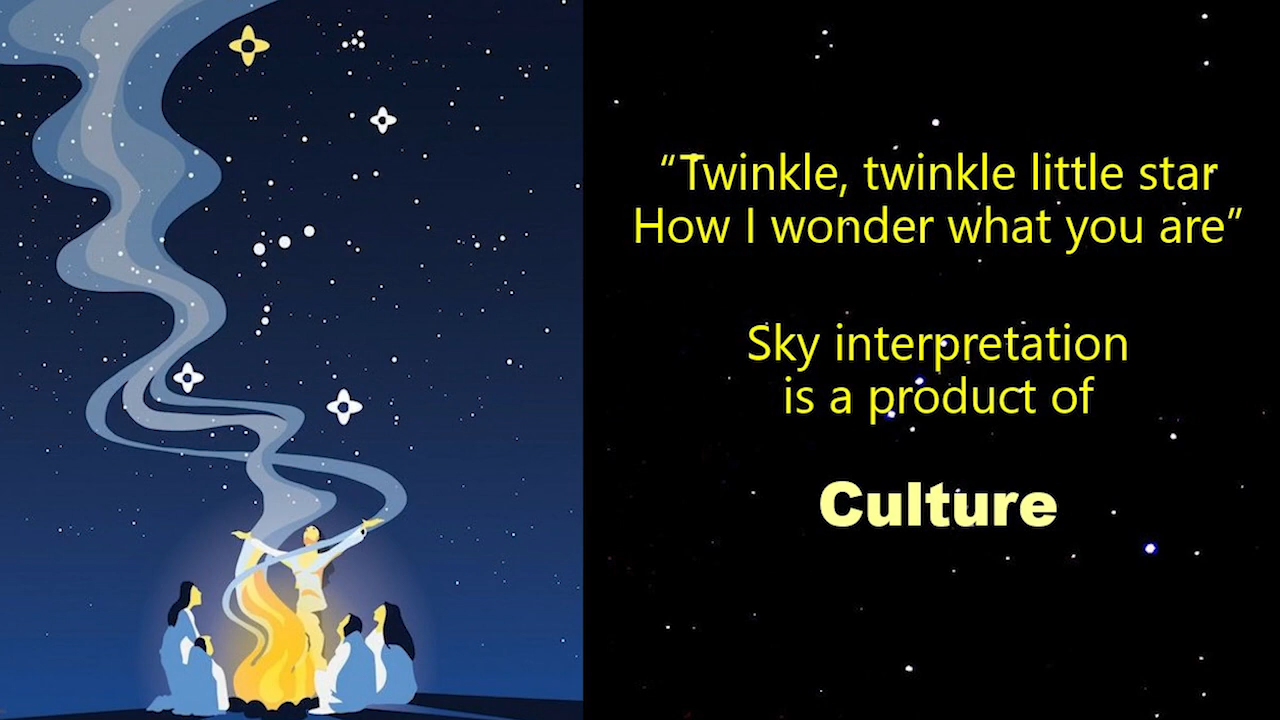 “Twinkle, twinkle little star
How I wonder what you are”
Sky interpretation
is a product of
Culture